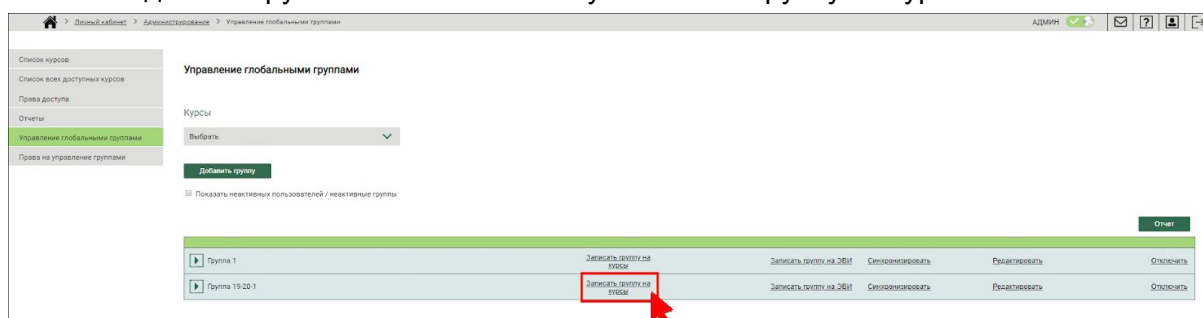 Личный кабинет > Администрирование > Управление глобальными группами
АДМИН
Список курсов
Список всех доступных курсов
Права доступа
Отчеты
Управление глобальными группами
Права на управление группами
Управление глобальными группами
Курсы
Выбрать
Добавить группу
Показать неактивных пользователей / неактивные группы
Отчет
Группа 1
Записать группу на
курсы
Записать группу на ЭВИ Синхронизировать Редактировать Отключить
Группа 19-20-1
Записать группу на
курсы
Записать группу на ЭВИ Синхронизировать Редактировать Отключить